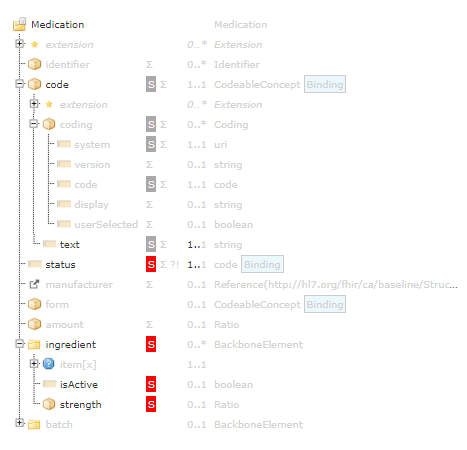 Medication Medication
extension 0..* Extension
identifier Σ 0..* Identifier
code S Σ 1..1 CodeableConcept Binding
extension 0..* Extension
coding S Σ 0..* Coding
system S Σ 1..1 uri
version Σ 0..1 string
code S Σ 1..1 code
display Σ 0..1 string
userSelected Σ 0..1 boolean
text S Σ 1..1 string
status S Σ ?! 1..1 code Binding
manufacturer Σ 0..1 Reference(http://hl7.org/fhir/ca/baseline/Struc...
form 0..1 CodeableConcept Binding
amount Σ 0..1 Ratio
ingredient S 0..* BackboneElement
item[x] 1..1
isActive S 0..1 boolean
strength S 0..1 Ratio
batch 0..1 BackboneElement